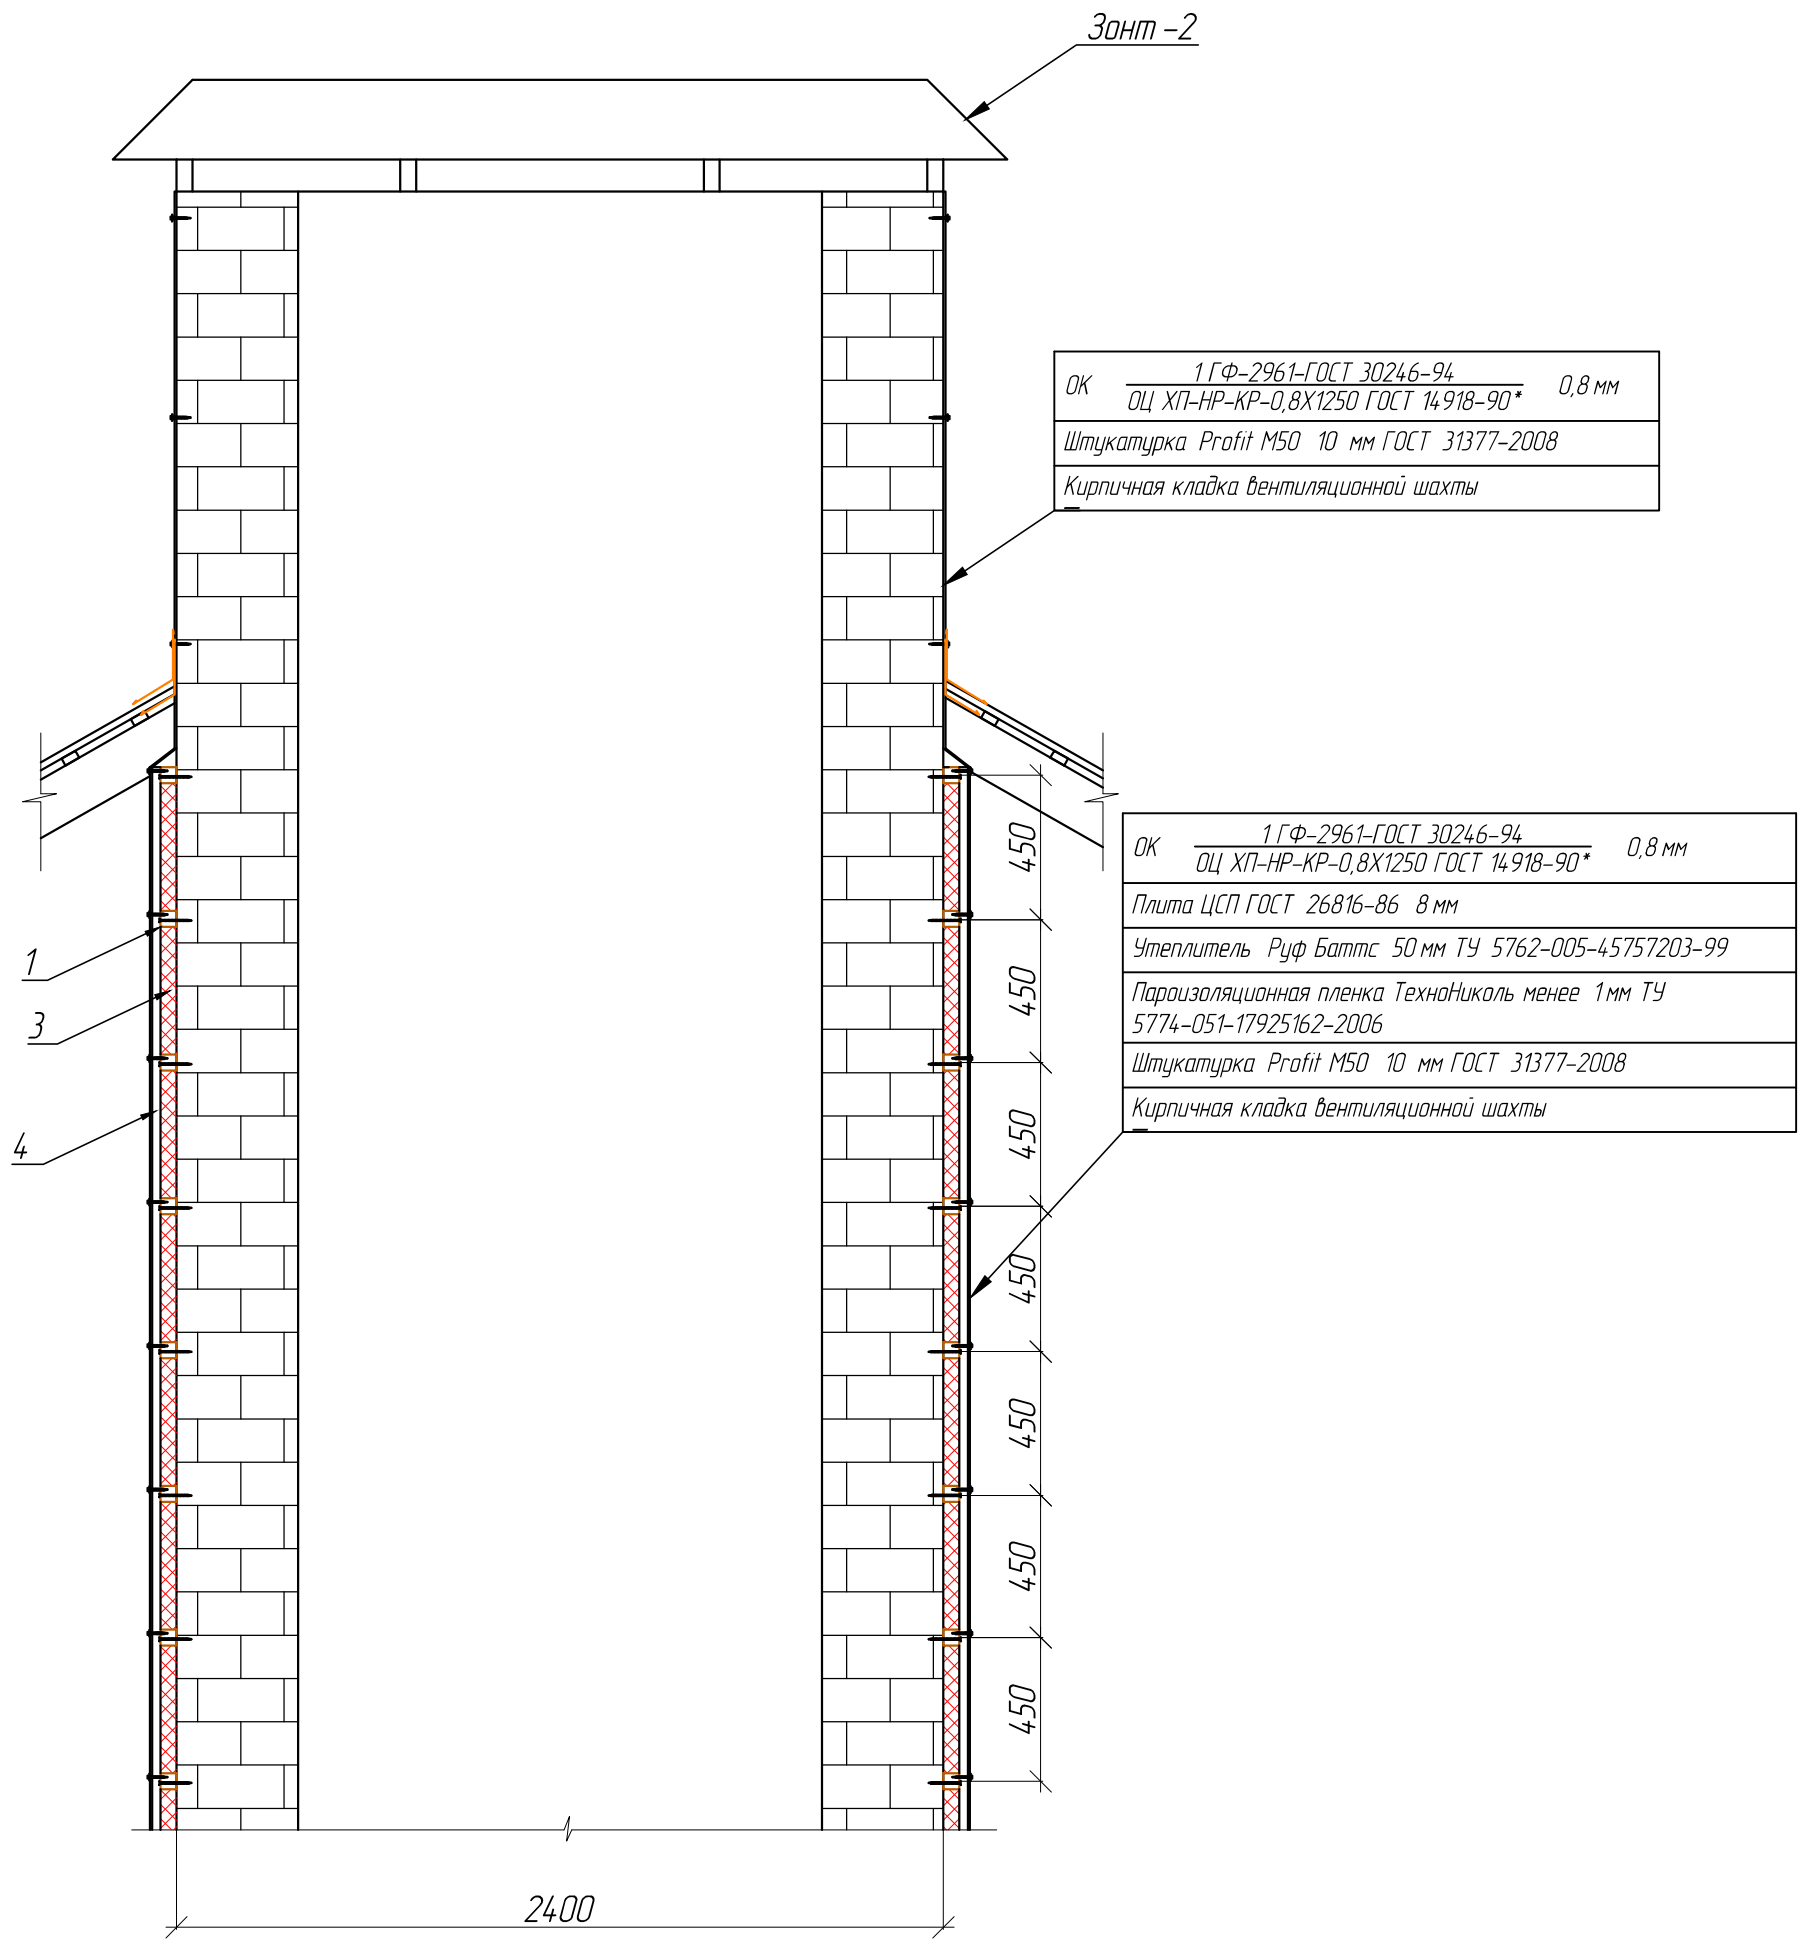 Зонт -2
1 ГФ-2961-ГОСТ 30246-94
ОК 0,8 мм
ОЦ ХП-НР-КР-0,8Х1250 ГОСТ 14918-90*
Штукатурка Profit М50 10 мм ГОСТ 31377-2008
Кирпичная кладка вентиляционной шахты
1 ГФ-2961-ГОСТ 30246-94
ОК 0,8 мм
ОЦ ХП-НР-КР-0,8Х1250 ГОСТ 14918-90*
Плита ЦСП ГОСТ 26816-86 8 мм
Утеплитель Руф Баттс 50 мм ТУ 5762-005-45757203-99
Пароизоляционная пленка ТехноНиколь менее 1 мм ТУ
5774-051-17925162-2006
Штукатурка Profit М50 10 мм ГОСТ 31377-2008
Кирпичная кладка вентиляционной шахты
1
3
4
450
450
450
450
450
450
450
2400